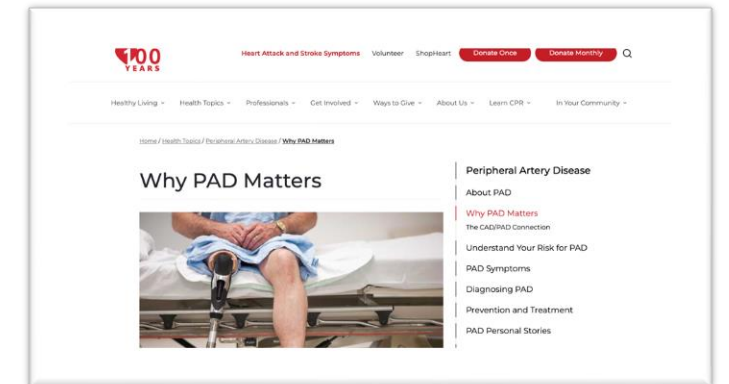 100
YEARS
Heart Attack and Stroke Symptoms Volunteer ShopHeart Donate Once Donate Monthly
Healthy Living Health Topics Professionals Get Involved Ways to Give About Us Learn CPR In Your Community
Home / Health Topics / Peripheral Artery Disease / Why PAD Matters
Why PAD Matters
Peripheral Artery Disease
About PAD
Why PAD Matters
The CAD/PAD Connection
Understand Your Risk for PAD
PAD Symptoms
Diagnosing PAD
Prevention and Treatment
PAD Personal Stories